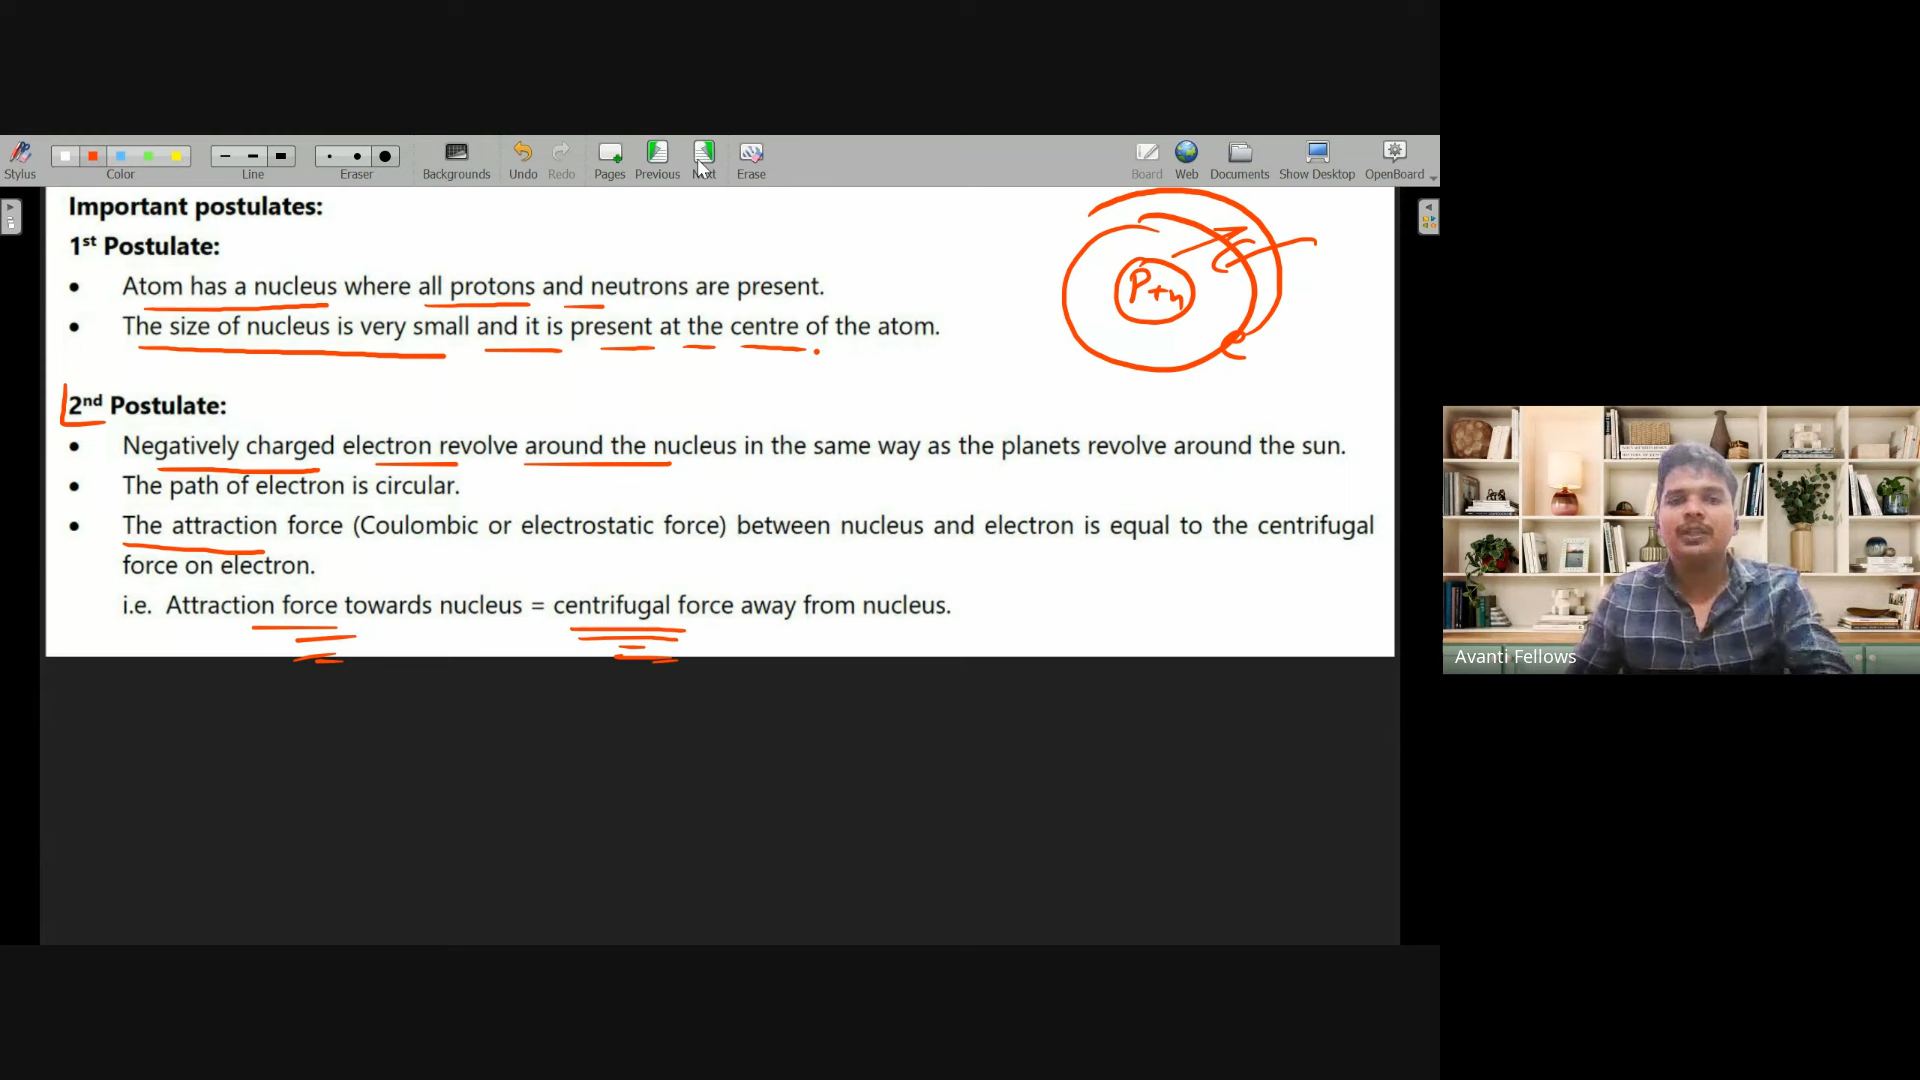 Stylus
Color
Line
Eraser
Backgrounds
Undo
Redo
Pages
Previous
Next
Erase
Board
Web
Documents
Show Desktop
OpenBoard
Important postulates:
1st Postulate:
• Atom has a nucleus where all protons and neutrons are present.
• The size of nucleus is very small and it is present at the centre of the atom.
P+n
2nd Postulate:
• Negatively charged electron revolve around the nucleus in the same way as the planets revolve around the sun.
• The path of electron is circular.
• The attraction force (Coulombic or electrostatic force) between nucleus and electron is equal to the centrifugal
force on electron.
i.e. Attraction force towards nucleus = centrifugal force away from nucleus.
Avanti Fellows